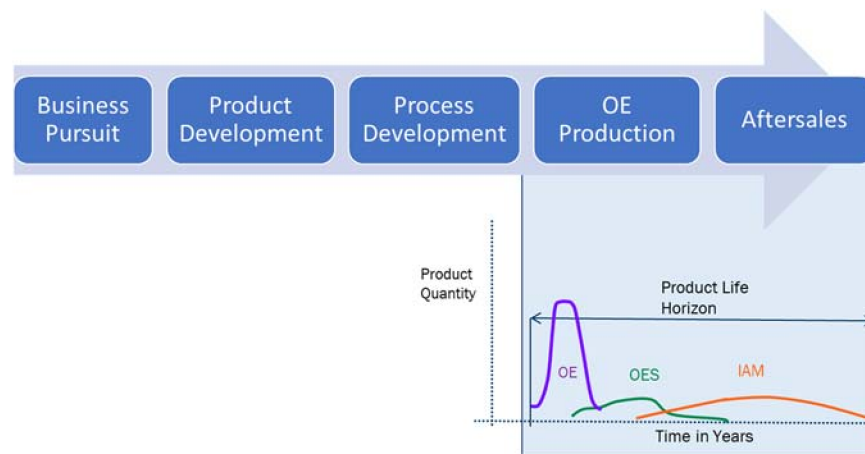 Business
Pursuit
Product
Development
Process
Development
OE
Production
Aftersales
Product
Quantity
Product Life
Horizon
OE
OES
IAM
Time in Years